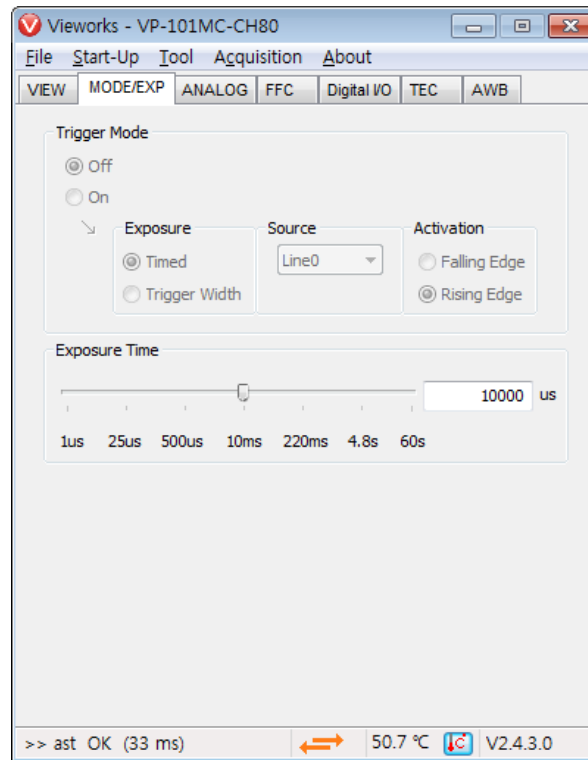 Vieworks - VP-101MC-CH80
File Start-Up Tool Acquisition About
VIEW MODE/EXP ANALOG FFC Digital I/O TEC AWB
Trigger Mode
Off
On
Exposure Source Activation
Timed Line0 Falling Edge
Trigger Width Rising Edge
Exposure Time
10000 us
1us 25us 500us 10ms 220ms 4.8s 60s
>> ast OK (33 ms) 50.7 ℃ C V2.4.3.0